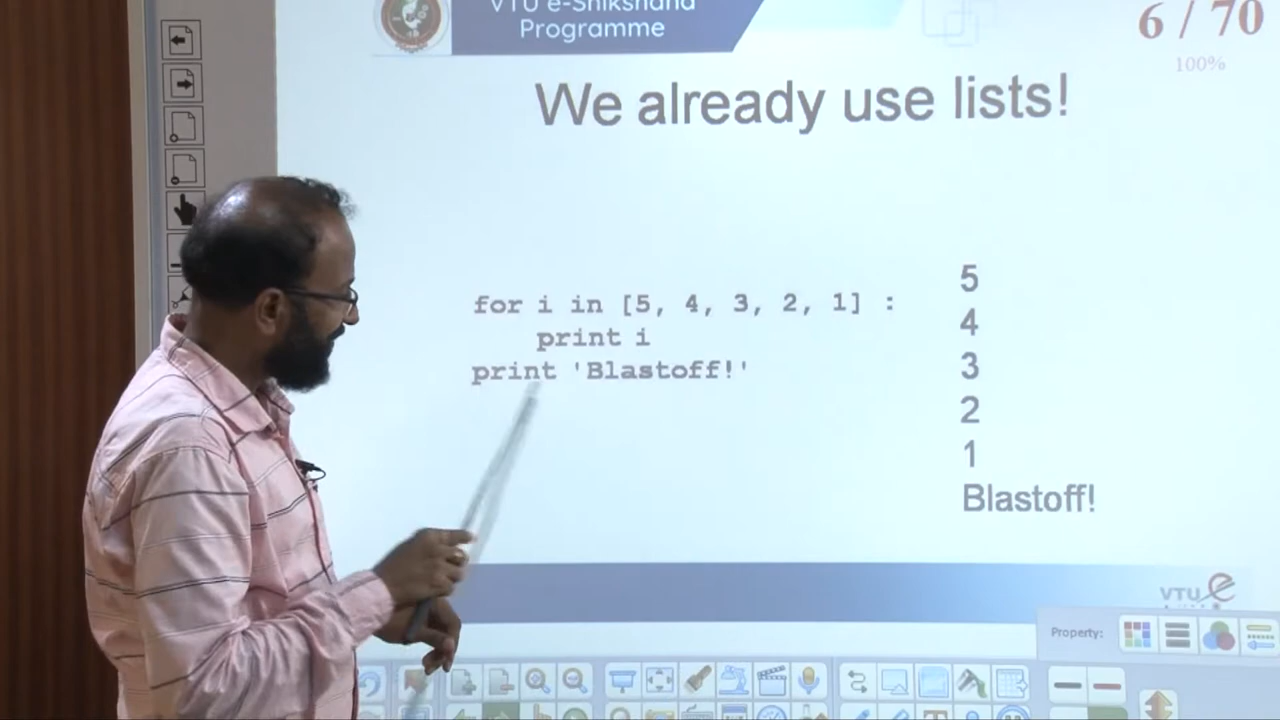 VTU e-Shikshana
Programme
6 / 70
100%
We already use lists!
for i in [5, 4, 3, 2, 1] :
    print i
print 'Blastoff!'
5
4
3
2
1
Blastoff!
VTU e
Property: